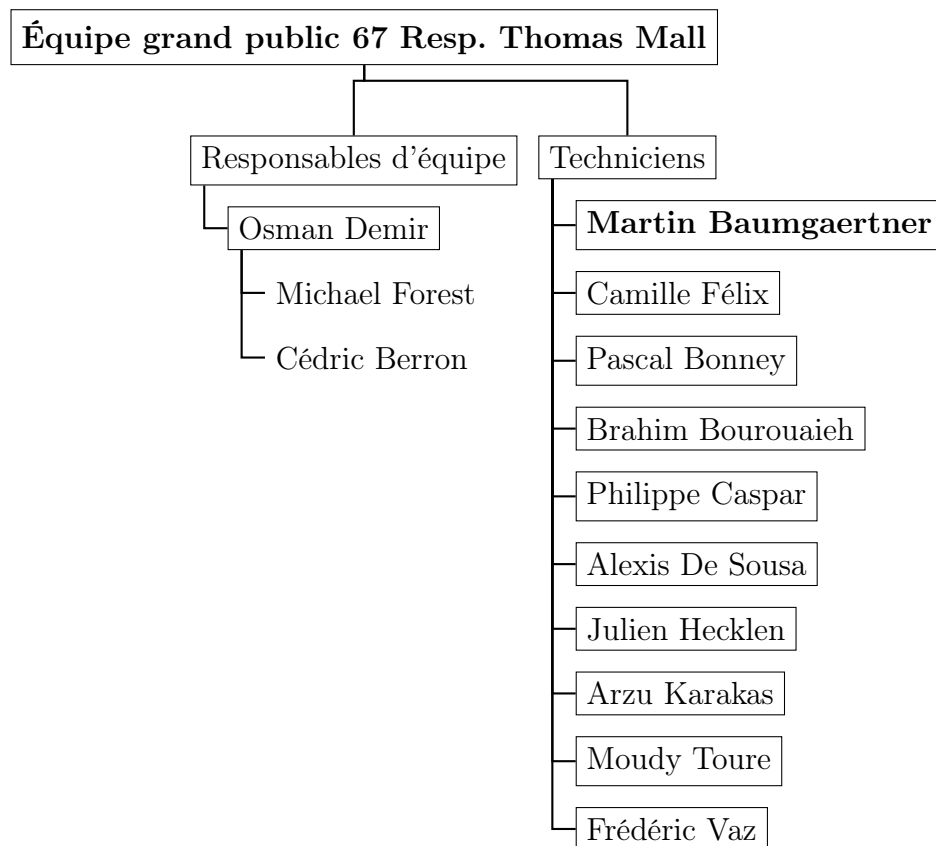 Équipe grand public 67 Resp. Thomas Mall
Responsables d'équipe
Osman Demir
Michael Forest
Cédric Berron
Techniciens
Martin Baumgaertner
Camille Félix
Pascal Bonney
Brahim Bourouaieh
Philippe Caspar
Alexis De Sousa
Julien Hecklen
Arzu Karakas
Moudy Toure
Frédéric Vaz